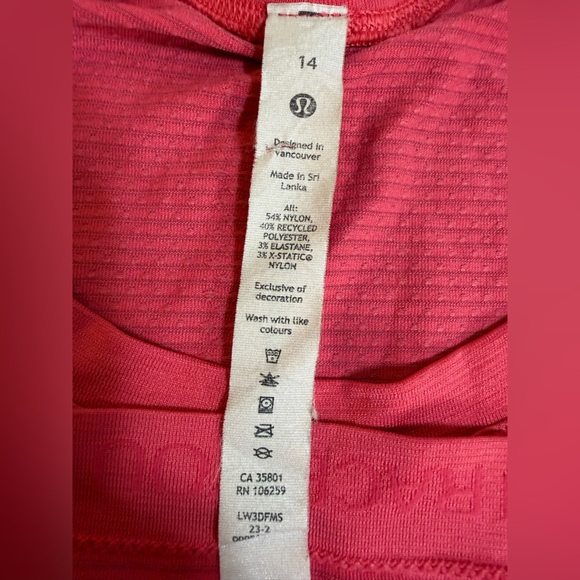 14
Designed in
Vancouver
Made in Sri
Lanka
All:
54% NYLON,
40% RECYCLED
POLYESTER,
3% ELASTANE,
3% X-STATIC®
NYLON
Exclusive of
decoration
Wash with like
colours
CA 35801
RN 106259
LW3DFMS
23-2